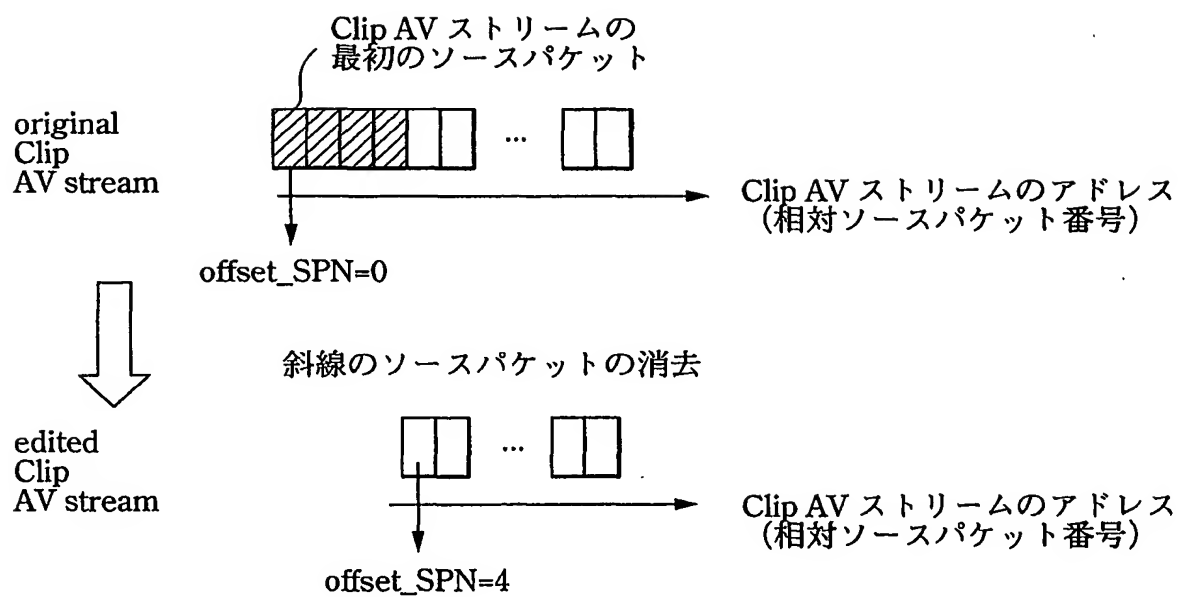 Clip AV ストリームの
最初のソースパケット
original
Clip
AV stream
...
Clip AV ストリームのアドレス
（相対ソースパケット番号）
offset_SPN=0
斜線のソースパケットの消去
edited
Clip
AV stream
...
Clip AV ストリームのアドレス
（相対ソースパケット番号）
offset_SPN=4